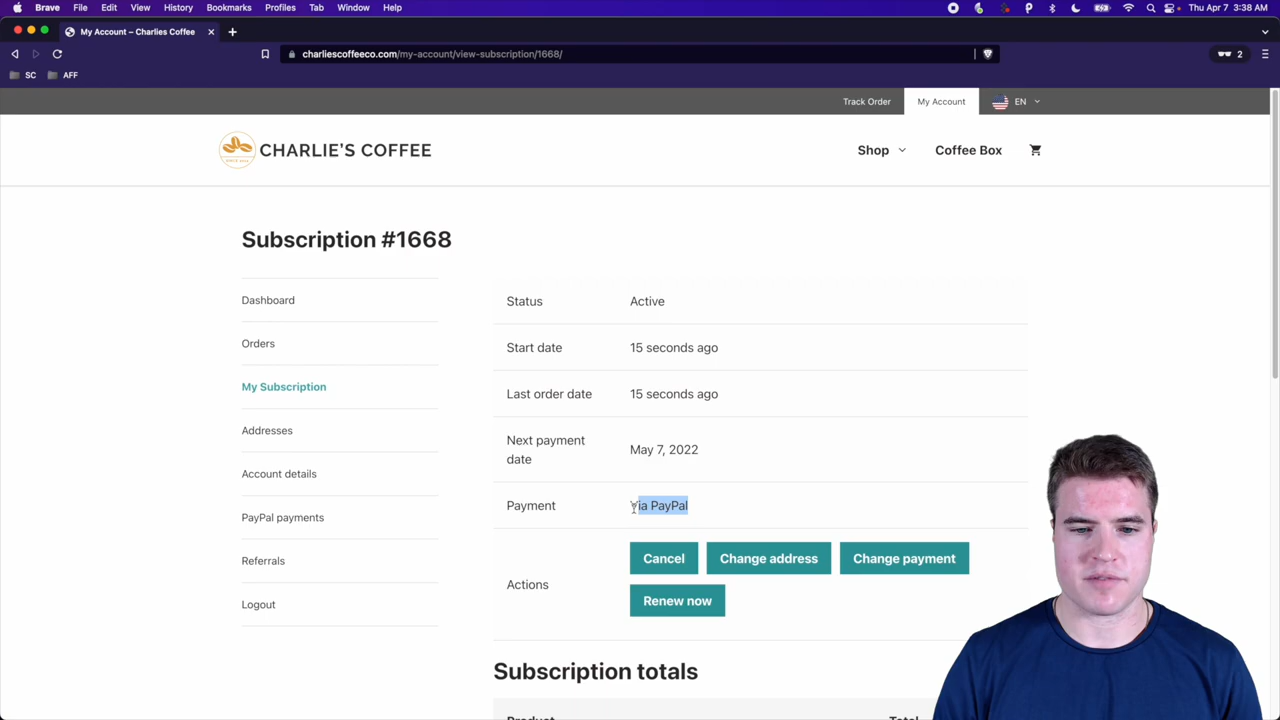 Brave File Edit View History Bookmarks Profiles Tab Window Help Thu Apr 7 3:38 AM
My Account – Charlies Coffee
charliescoffeeco.com/my-account/view-subscription/1668/ 2
SC AFF
Track Order My Account EN
CHARLIE'S COFFEE Shop Coffee Box
Subscription #1668
Dashboard
Orders
My Subscription
Addresses
Account details
PayPal payments
Referrals
Logout
Status Active
Start date 15 seconds ago
Last order date 15 seconds ago
Next payment
date
May 7, 2022
Payment Via PayPal
Actions
Cancel Change address Change payment
Renew now
Subscription totals
Product Total